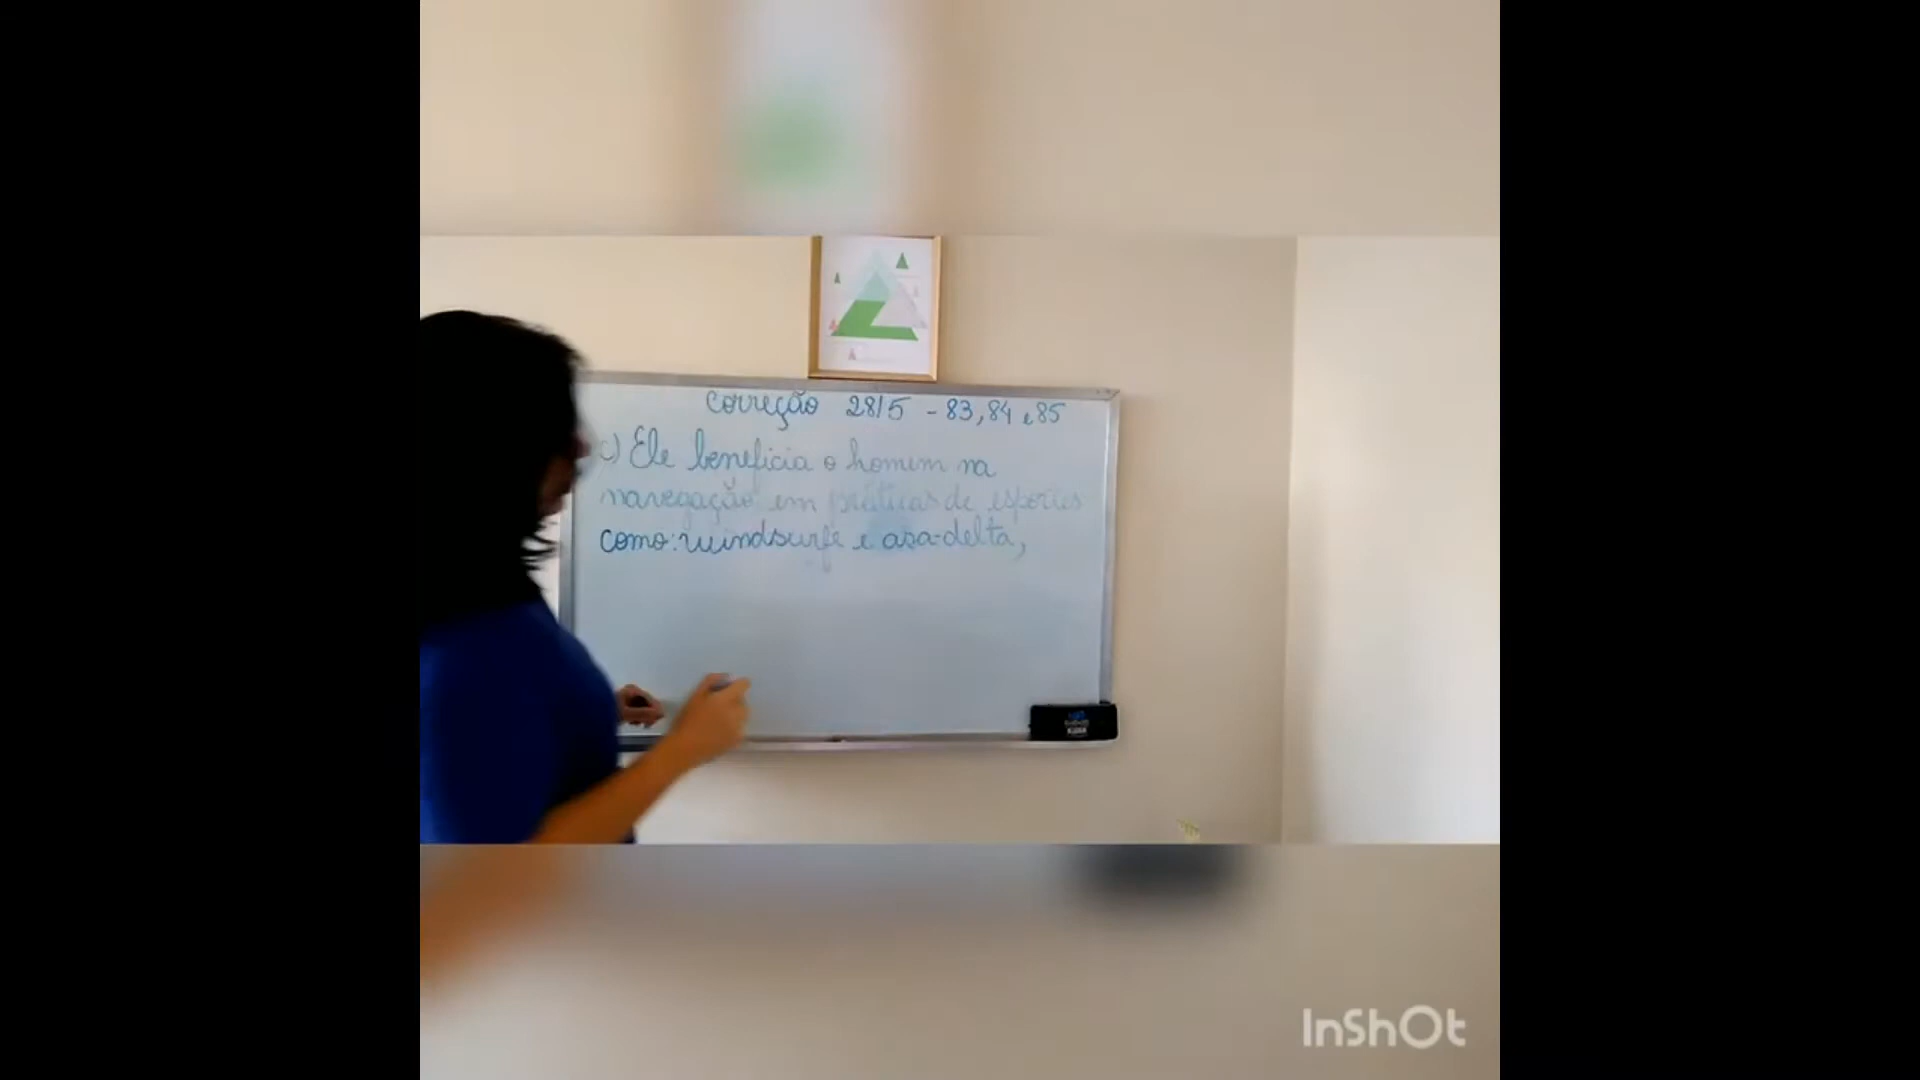 Correção 28/5 - 83, 84 e 85
c) Ele beneficia o homem na
navegação em práticas de esportes
como: windsurfe e asa-delta,
InShOt